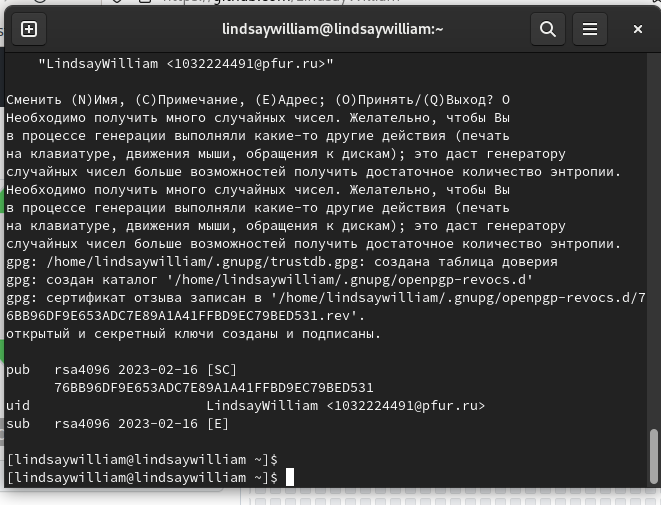 lindsaywilliam@lindsaywilliam:~
"LindsayWilliam <1032224491@pfur.ru>"
Сменить (N)Имя, (C)Примечание, (E)Адрес; (O)Принять/(Q)Выход? O
Необходимо получить много случайных чисел. Желательно, чтобы Вы
в процессе генерации выполняли какие-то другие действия (печать
на клавиатуре, движения мыши, обращения к дискам); это даст генератору
случайных чисел больше возможностей получить достаточное количество энтропии.
Необходимо получить много случайных чисел. Желательно, чтобы Вы
в процессе генерации выполняли какие-то другие действия (печать
на клавиатуре, движения мыши, обращения к дискам); это даст генератору
случайных чисел больше возможностей получить достаточное количество энтропии.
gpg: /home/lindsaywilliam/.gnupg/trustdb.gpg: создана таблица доверия
gpg: создан каталог '/home/lindsaywilliam/.gnupg/openpgp-revocs.d'
gpg: сертификат отзыва записан в '/home/lindsaywilliam/.gnupg/openpgp-revocs.d/7
6BB96DF9E653ADC7E89A1A41FFBD9EC79BED531.rev'.
открытый и секретный ключи созданы и подписаны.
pub   rsa4096 2023-02-16 [SC]
76BB96DF9E653ADC7E89A1A41FFBD9EC79BED531
uid                      LindsayWilliam <1032224491@pfur.ru>
sub   rsa4096 2023-02-16 [E]
[lindsaywilliam@lindsaywilliam ~]$
[lindsaywilliam@lindsaywilliam ~]$